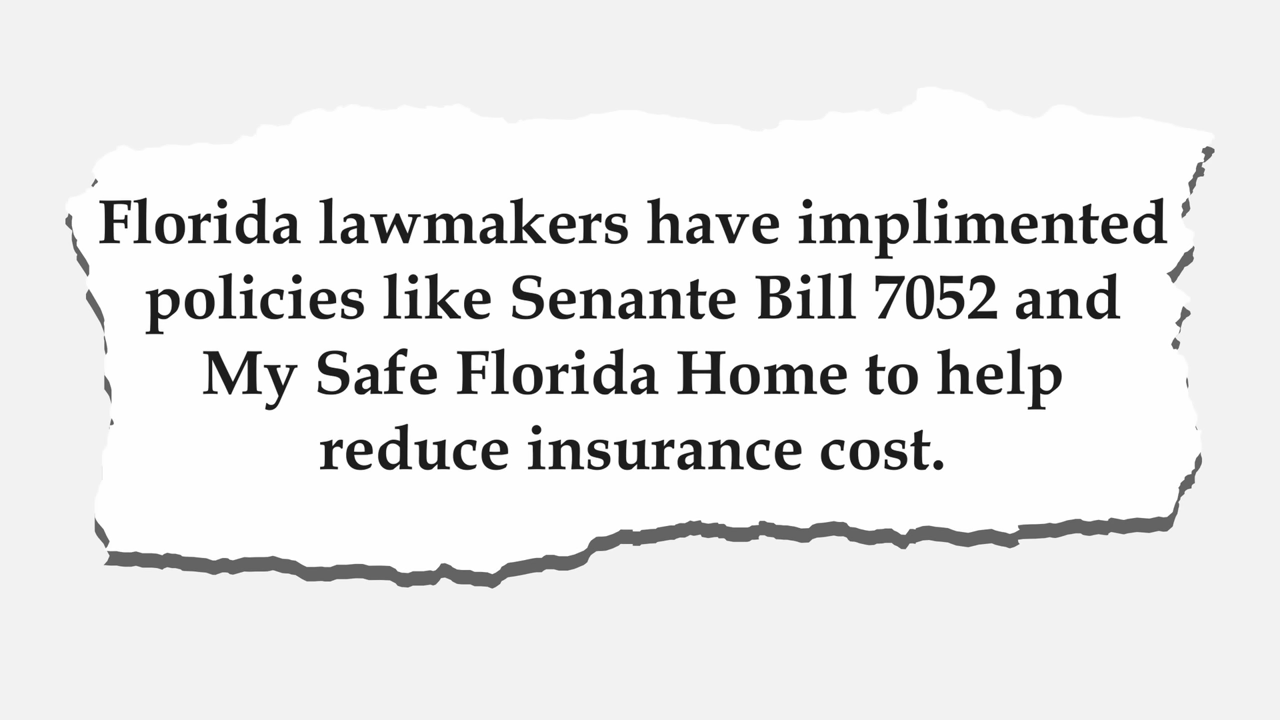 Florida lawmakers have implimented
policies like Senante Bill 7052 and
My Safe Florida Home to help
reduce insurance cost.